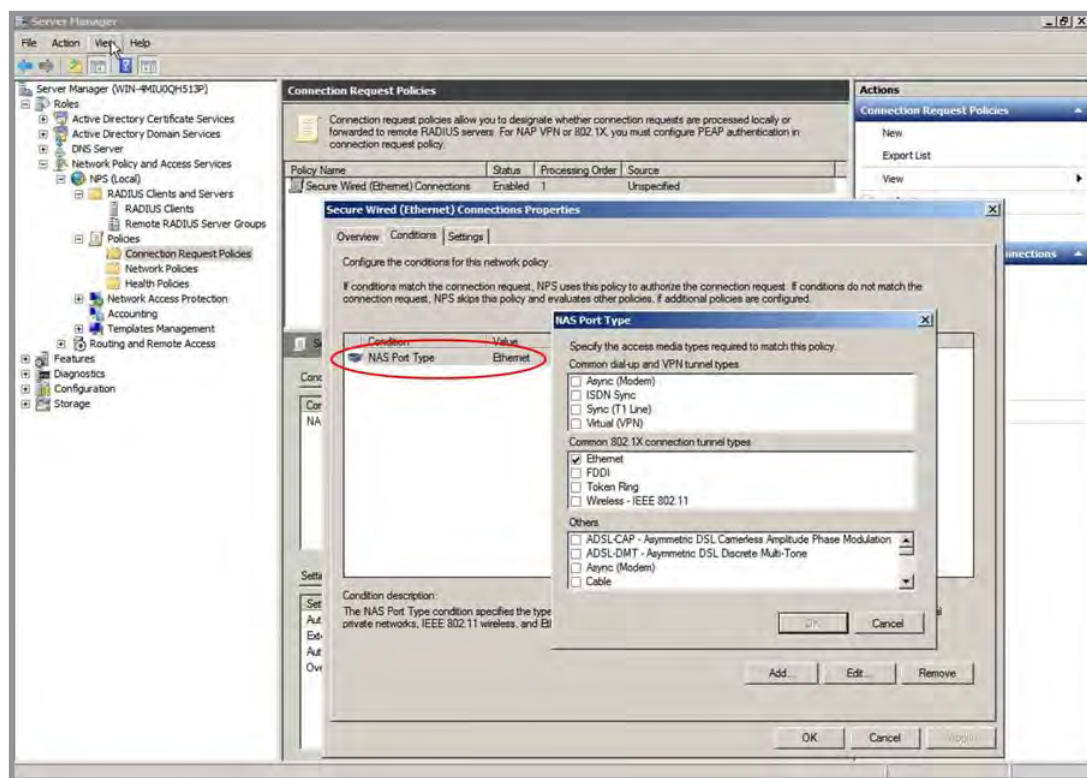 Server Manager
File Action View Help
Server Manager (WIN-4MIU0QH513P)
Roles
Active Directory Certificate Services
Active Directory Domain Services
DNS Server
Network Policy and Access Services
NPS (Local)
RADIUS Clients and Servers
RADIUS Clients
Remote RADIUS Server Groups
Policies
Connection Request Policies
Network Policies
Health Policies
Network Access Protection
Accounting
Templates Management
Routing and Remote Access
Features
Diagnostics
Configuration
Storage
Connection Request Policies
Connection request policies allow you to designate whether connection requests are processed locally or
forwarded to remote RADIUS servers. For NAP VPN or 802.1X, you must configure PEAP authentication in
connection request policy.
Policy Name Status Processing Order Source
Secure Wired (Ethernet) Connections Enabled 1 Unspecified
Actions
Connection Request Policies
New
Export List
View
nnections
Secure Wired (Ethernet) Connections Properties
Overview Conditions Settings
Configure the conditions for this network policy.
If conditions match the connection request, NPS uses this policy to authorize the connection request. If conditions do not match the
connection request, NPS skips this policy and evaluates other policies, if additional policies are configured.
Condition Value
NAS Port Type Ethernet
Condition description:
The NAS Port Type condition specifies the type
private networks, IEEE 802.11 wireless, and Et
Add... Edit... Remove
OK Cancel Apply
NAS Port Type
Specify the access media types required to match this policy.
Common dial-up and VPN tunnel types
Async (Modem)
ISDN Sync
Sync (T1 Line)
Virtual (VPN)
Common 802.1X connection tunnel types
Ethernet
FDDI
Token Ring
Wireless - IEEE 802.11
Others
ADSL-CAP - Asymmetric DSL Carrierless Amplitude Phase Modulation
ADSL-DMT - Asymmetric DSL Discrete Multi-Tone
Async (Modem)
Cable
OK Cancel
Conc
Cor
NA
Setti
Set
Aut
Exte
Aut
Ove